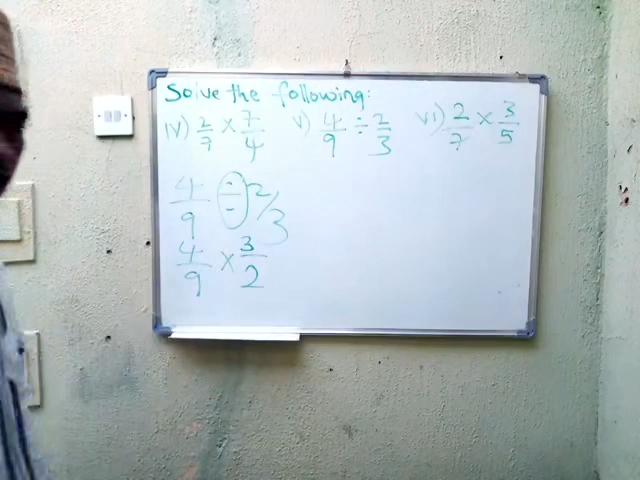 Solve the following:
IV) 2/7 × 7/4 V) 4/9 ÷ 2/3 VI) 2/7 × 3/5
4/9 ÷ 2/3
4/9 × 3/2